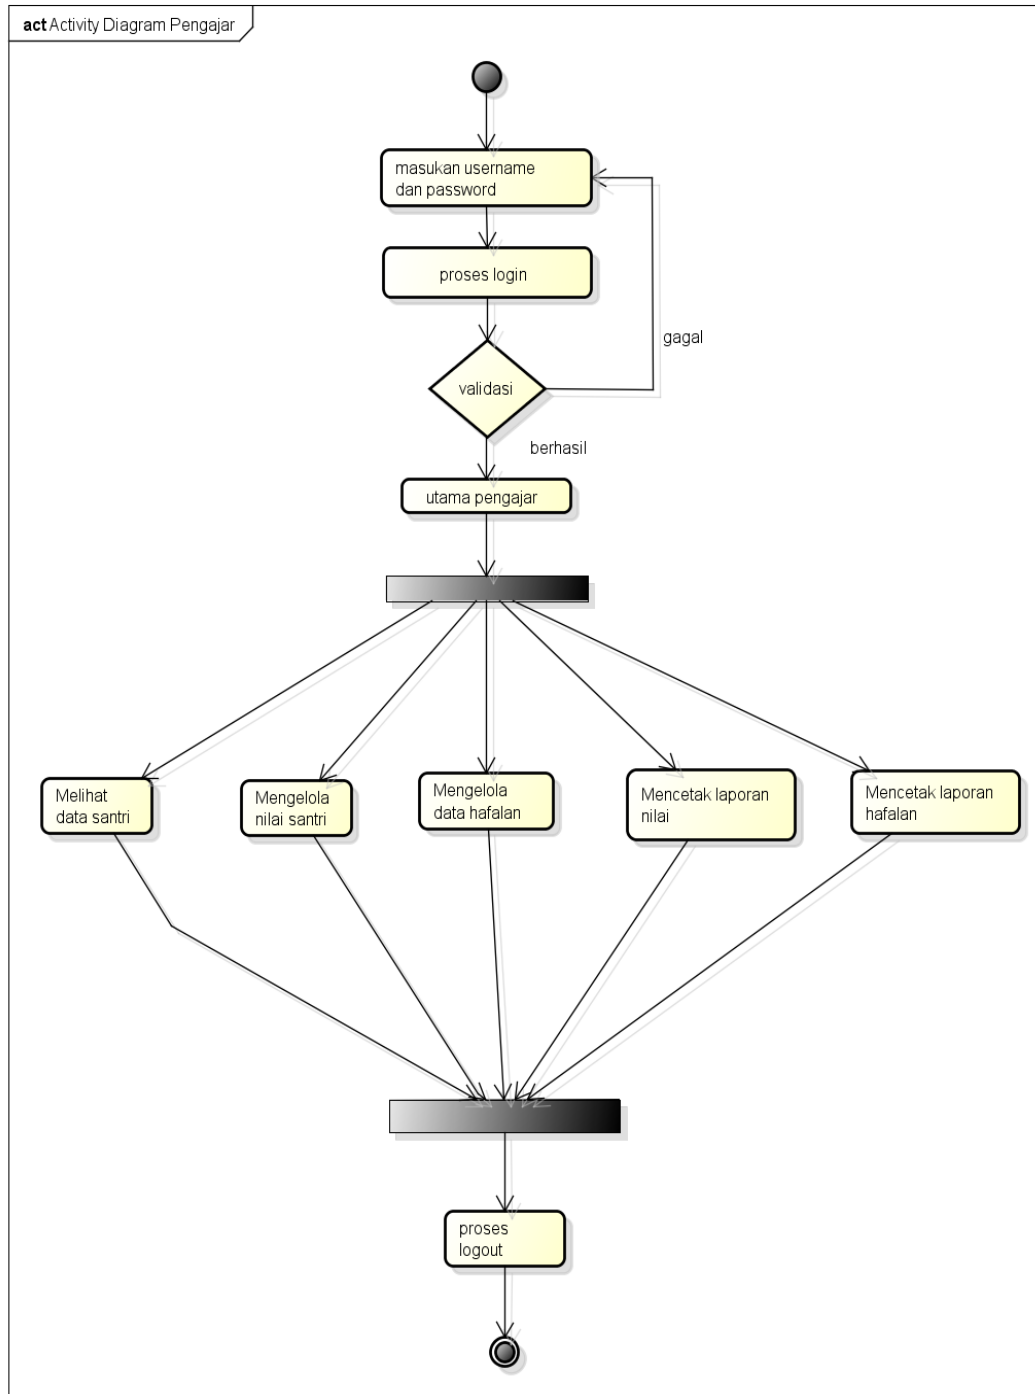 act Activity Diagram Pengajar
masukan username
dan password
proses login
gagal
validasi
berhasil
utama pengajar
Melihat
data santri
Mengelola
nilai santri
Mengelola
data hafalan
Mencetak laporan
nilai
Mencetak laporan
hafalan
proses
logout